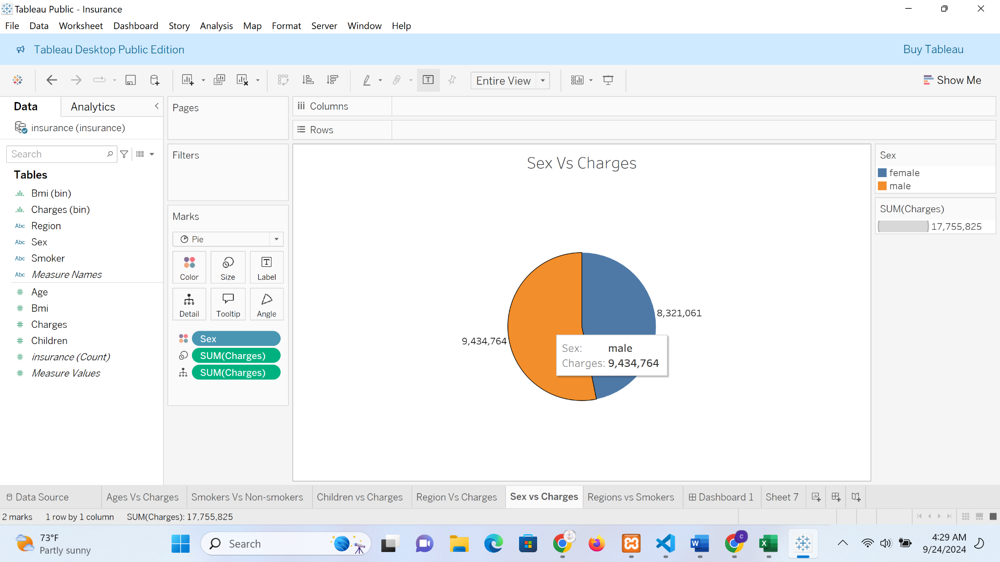 Tableau Public - Insurance
File Data Worksheet Dashboard Story Analysis Map Format Server Window Help
Tableau Desktop Public Edition
Buy Tableau
Entire View
Show Me
Data Analytics
insurance (insurance)
Search
Tables
Bmi (bin)
Charges (bin)
Abc Region
Abc Sex
Abc Smoker
Abc Measure Names
# Age
# Bmi
# Charges
# Children
# insurance (Count)
# Measure Values
Pages
Filters
Marks
Pie
Color Size Label
Detail Tooltip Angle
Sex
SUM(Charges)
SUM(Charges)
iii Columns
Rows
Sex Vs Charges
8,321,061
9,434,764
Sex: male
Charges: 9,434,764
Sex
female
male
SUM(Charges)
17,755,825
Data Source Ages Vs Charges Smokers Vs Non-smokers Children vs Charges Region Vs Charges Sex vs Charges Regions vs Smokers Dashboard 1 Sheet 7
2 marks 1 row by 1 column SUM(Charges): 17,755,825
73°F
Partly sunny
Search
4:29 AM
9/24/2024